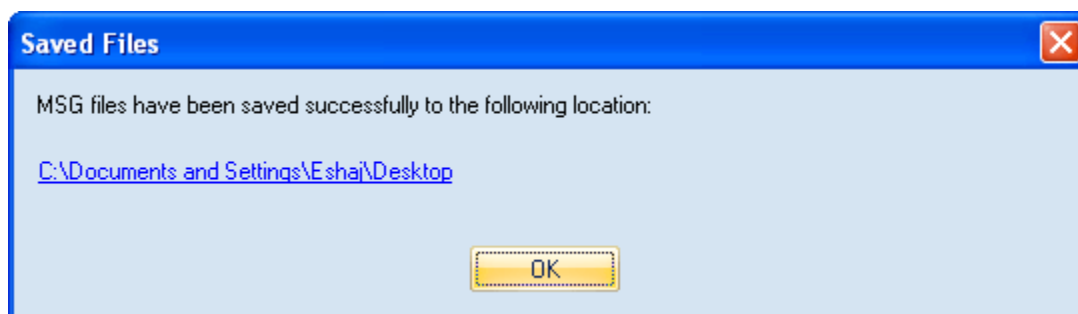 Saved Files
MSG files have been saved successfully to the following location:
C:\Documents and Settings\Eshaj\Desktop
OK